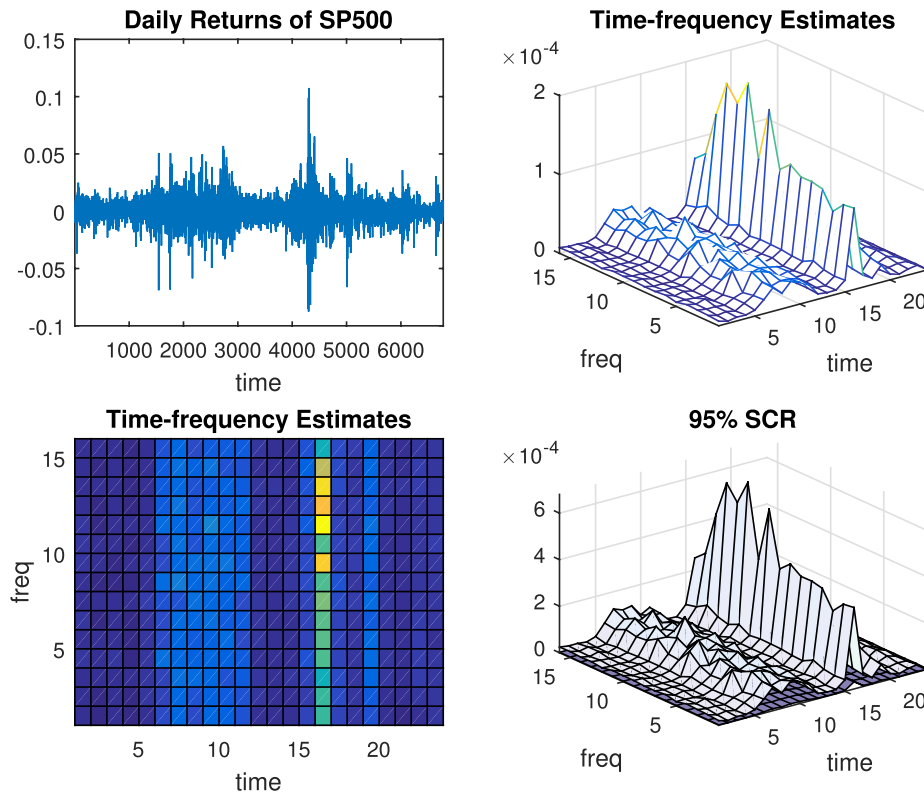 Daily Returns of SP500
0.15
0.1
0.05
0
-0.05
-0.1
1000 2000 3000 4000 5000 6000
time
Time-frequency Estimates
×10⁻⁴
2
1
0
15
10
5
freq
5
10
15
20
time
Time-frequency Estimates
15
10
5
freq
5 10 15 20
time
95% SCR
×10⁻⁴
6
4
2
0
15
10
5
freq
5
10
15
20
time